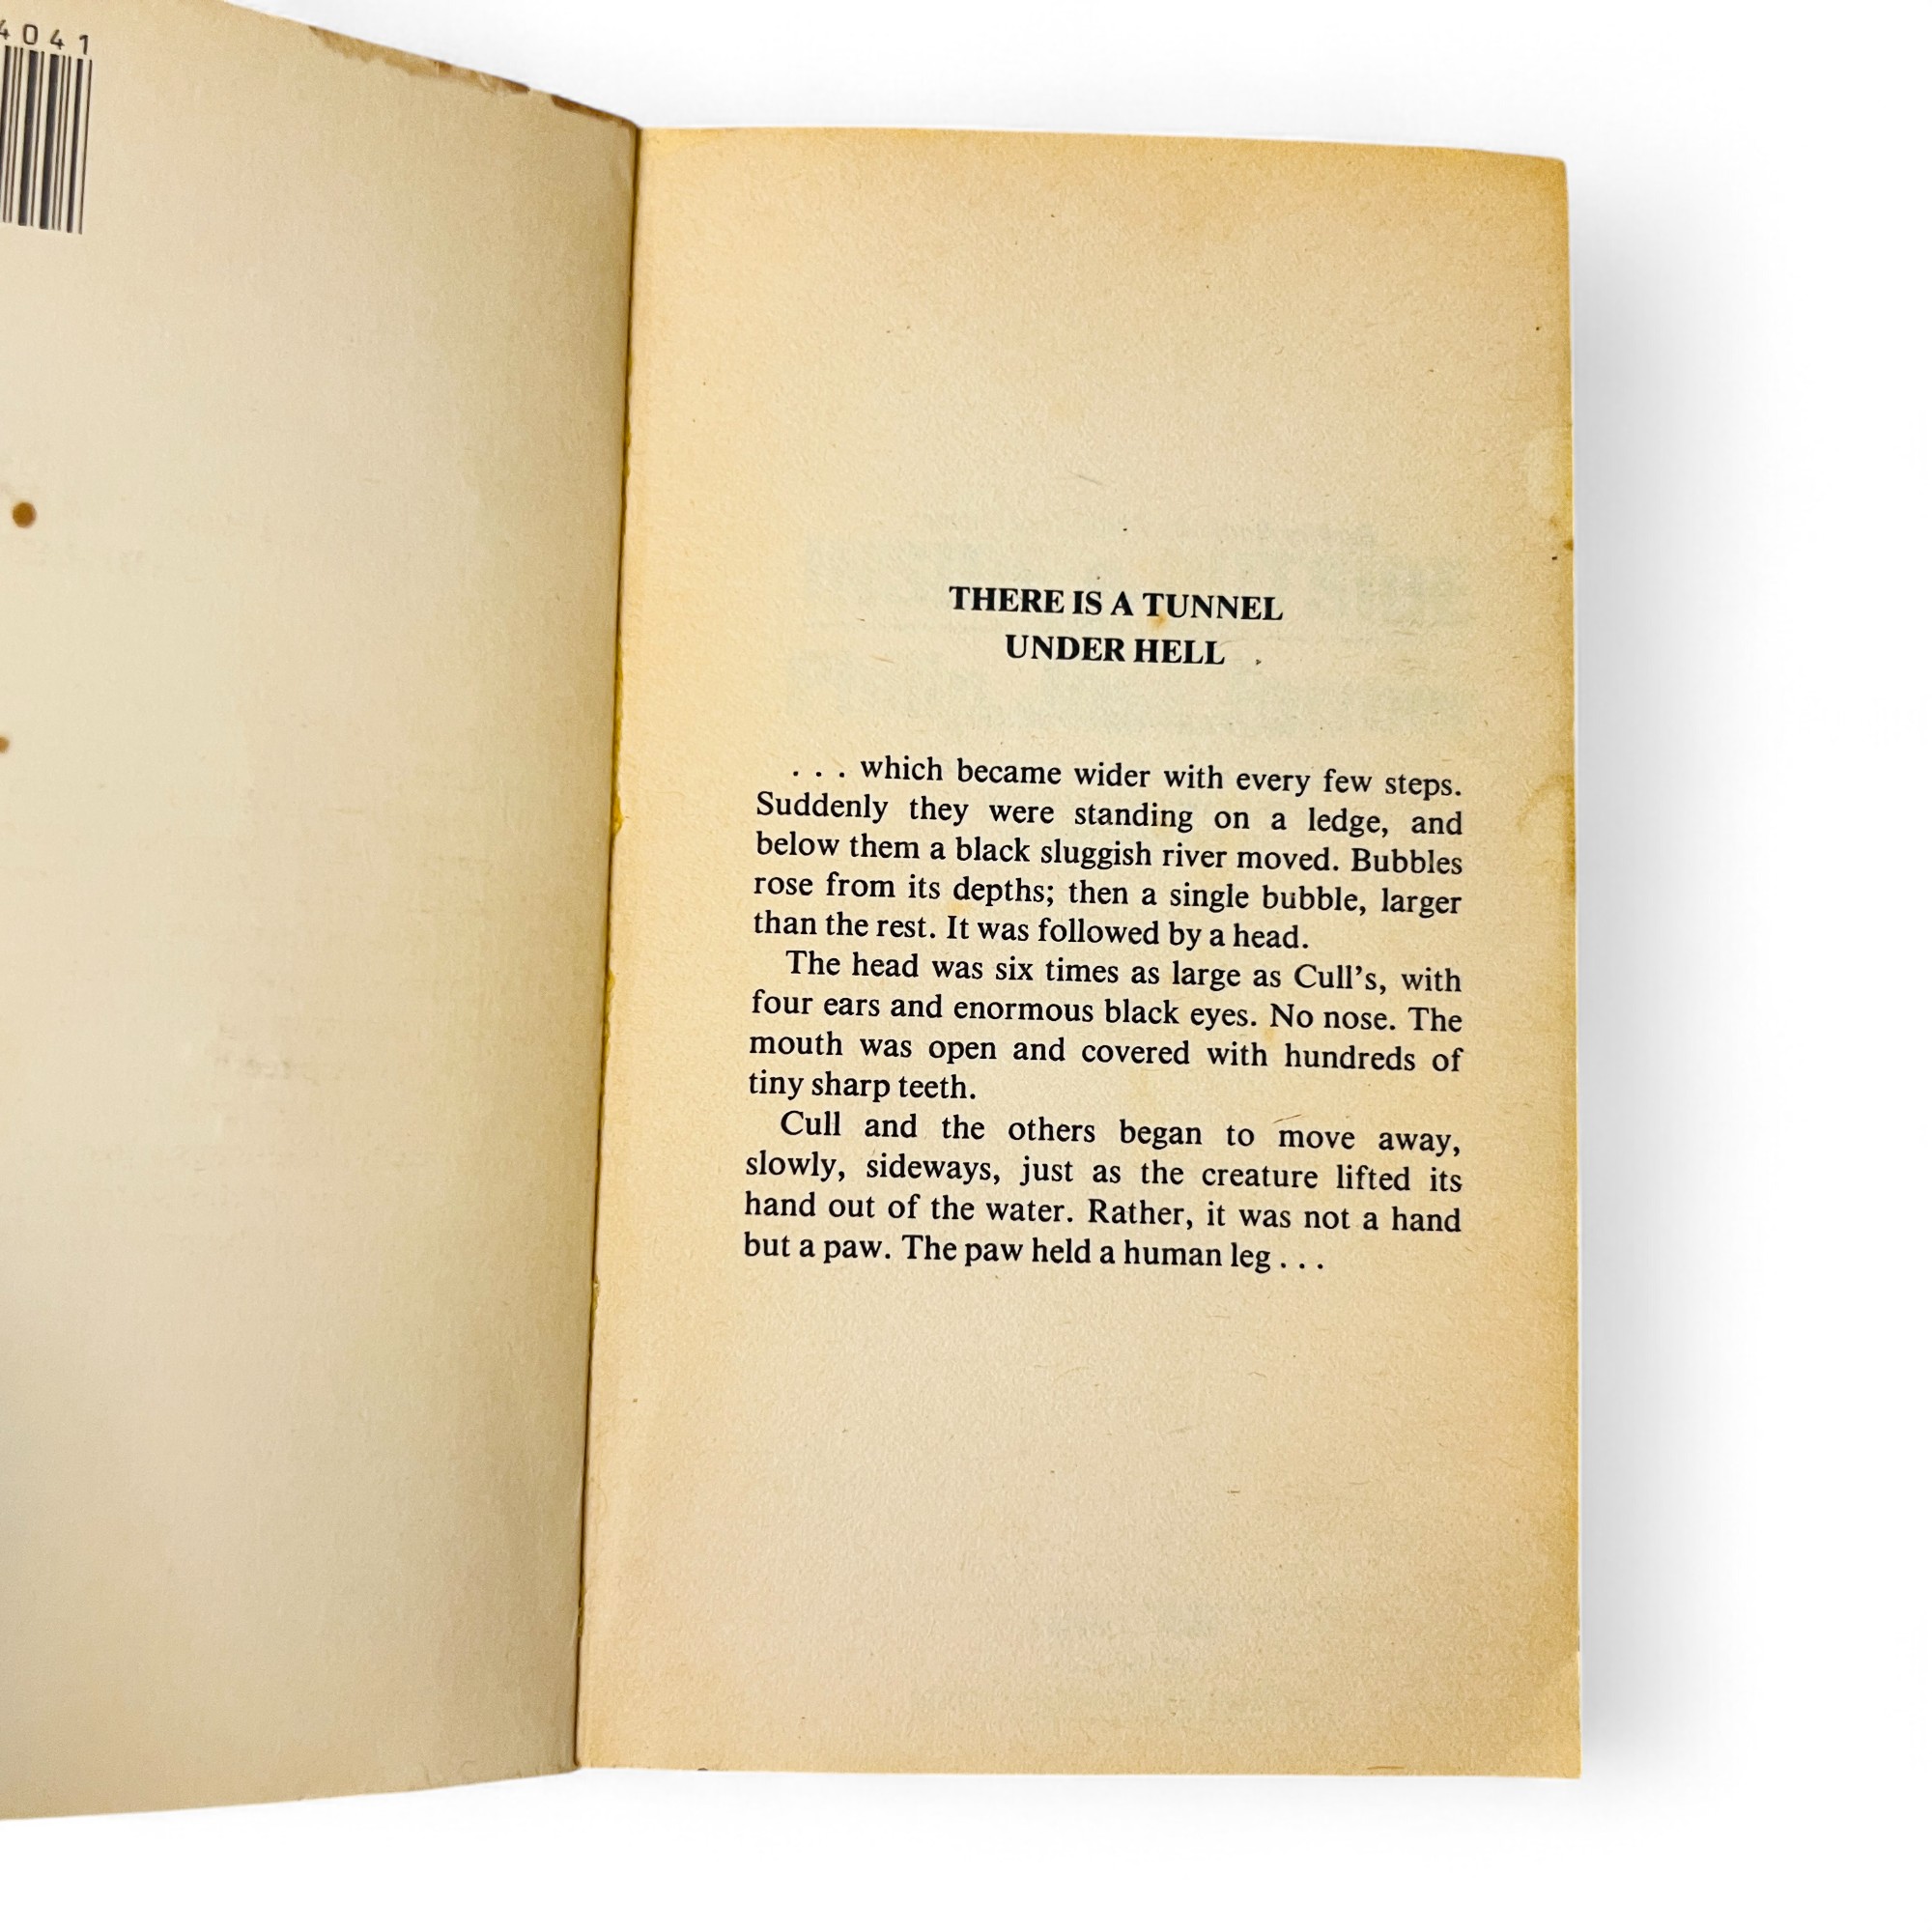 4041
THERE IS A TUNNEL
UNDER HELL
. . . which became wider with every few steps.
Suddenly they were standing on a ledge, and
below them a black sluggish river moved. Bubbles
rose from its depths; then a single bubble, larger
than the rest. It was followed by a head.
The head was six times as large as Cull's, with
four ears and enormous black eyes. No nose. The
mouth was open and covered with hundreds of
tiny sharp teeth.
Cull and the others began to move away,
slowly, sideways, just as the creature lifted its
hand out of the water. Rather, it was not a hand
but a paw. The paw held a human leg . . .